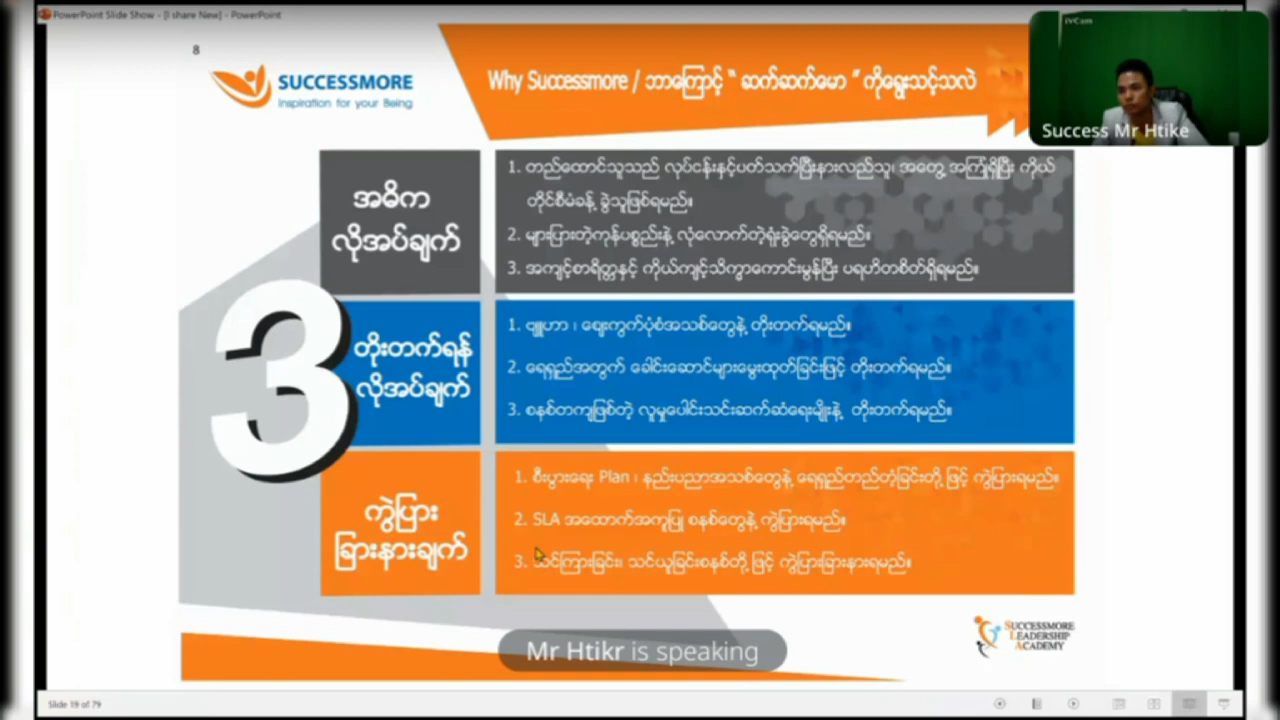 PowerPoint Slide Show - [I share New] - PowerPoint
iVCam
8
SUCCESSMORE
Inspiration for your Being
Why Successmore / ဘာကြောင့် “ ဆက်ဆက်မော ” ကိုရွေးသင့်သလဲ
Success Mr Htike
အဓိက
လိုအပ်ချက်
1. တည်ထောင်သူသည် လုပ်ငန်းနှင့်ပတ်သက်ပြီးနားလည်သူ၊ အတွေ့ အကြုံရှိပြီး ကိုယ်
တိုင်စီမံခန့် ခွဲသူဖြစ်ရမည်။
2. များပြားတဲ့ကုန်ပစ္စည်းနဲ့ လုံလောက်တဲ့ရုံးခွဲတွေရှိရမည်။
3. အကျင့်စာရိတ္တနှင့် ကိုယ်ကျင့်သိက္ခာကောင်းမွန်ပြီး ပရဟိတစိတ်ရှိရမည်။
3
တိုးတက်ရန်
လိုအပ်ချက်
1. ဗျူဟာ ၊ စျေးကွက်ပုံစံအသစ်တွေနဲ့ တိုးတက်ရမည်။
2. ရေရှည်အတွက် ခေါင်းဆောင်များမွေးထုတ်ခြင်းဖြင့် တိုးတက်ရမည်။
3. စနစ်တကျဖြစ်တဲ့ လူမှုပေါင်းသင်းဆက်ဆံရေးမျိုးနဲ့ တိုးတက်ရမည်။
ကွဲပြား
ခြားနားချက်
1. စီးပွားရေး Plan ၊ နည်းပညာအသစ်တွေနဲ့ ရေရှည်တည်တံ့ခြင်းတို့ ဖြင့် ကွဲပြားရမည်။
2. SLA အထောက်အကူပြု စနစ်တွေနဲ့ ကွဲပြားရမည်။
3. သင်ကြားခြင်း၊ သင်ယူခြင်းစနစ်တို့ ဖြင့် ကွဲပြားခြားနားရမည်။
SUCCESSMORE
LEADERSHIP
ACADEMY
Mr Htikr is speaking
Slide 19 of 79